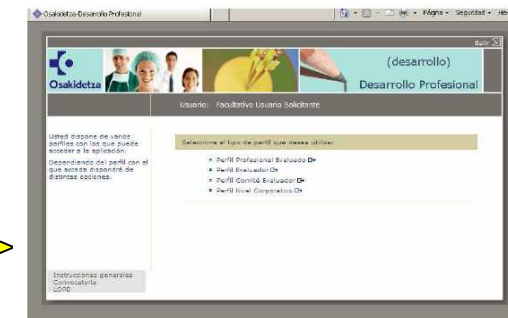 Osakidetza-Desarrollo Profesional
Página
Seguridad
Salir
Osakidetza
(desarrollo)
Desarrollo Profesional
Usuario: Facultativo Usuario Solicitante
Usted dispone de varios
perfiles con los que puede
acceder a la aplicación.
Dependiendo del perfil con el
que acceda dispondrá de
distintas opciones.
Seleccione el tipo de perfil que desea utilizar
Perfil Profesional Evaluado
Perfil Evaluador
Perfil Comité Evaluador
Perfil Nivel Corporativo
Instrucciones generales
Convocatoria
LOPD